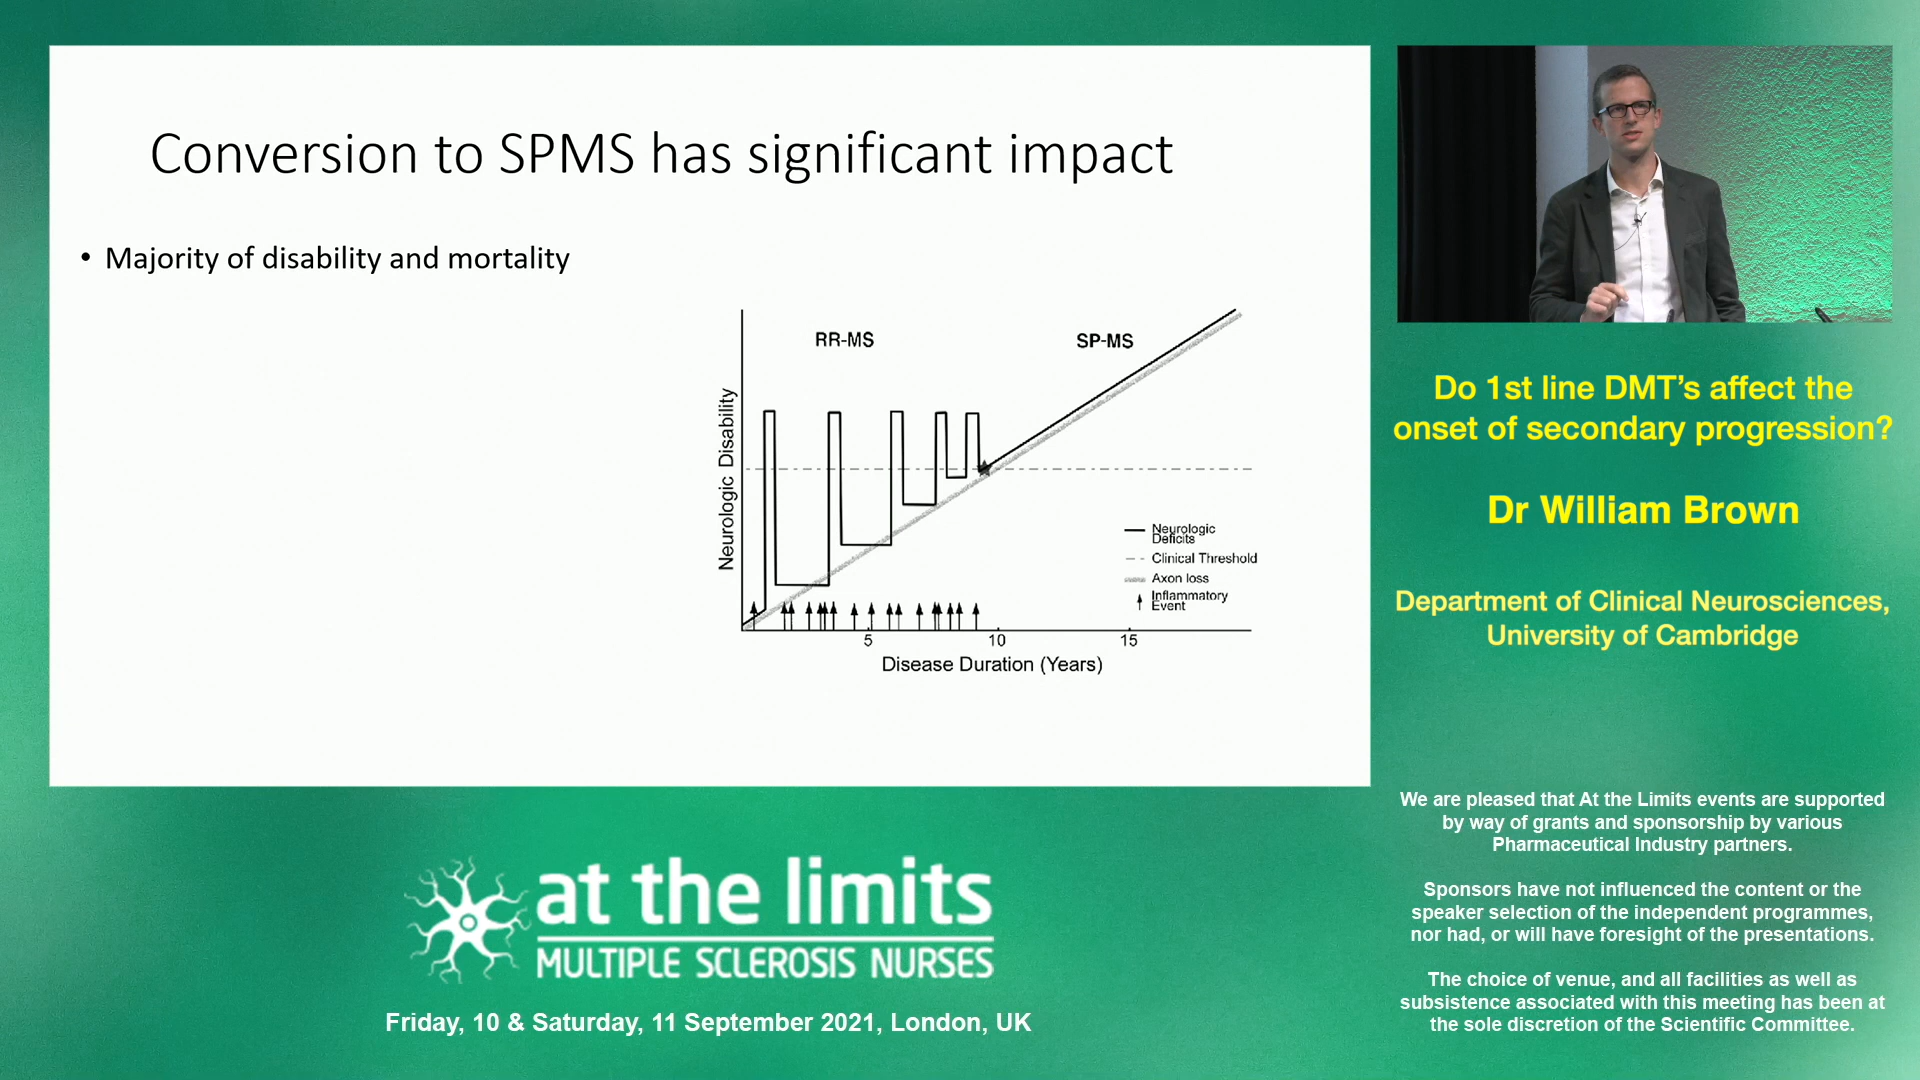 Conversion to SPMS has significant impact
• Majority of disability and mortality
RR-MS
SP-MS
Neurologic Disability
Neurologic
Deficits
Clinical Threshold
Axon loss
Inflammatory
Event
5
10
15
Disease Duration (Years)
Do 1st line DMT’s affect the
onset of secondary progression?
Dr William Brown
Department of Clinical Neurosciences,
University of Cambridge
We are pleased that At the Limits events are supported
by way of grants and sponsorship by various
Pharmaceutical Industry partners.
Sponsors have not influenced the content or the
speaker selection of the independent programmes,
nor had, or will have foresight of the presentations.
The choice of venue, and all facilities as well as
subsistence associated with this meeting has been at
the sole discretion of the Scientific Committee.
at the limits
MULTIPLE SCLEROSIS NURSES
Friday, 10 & Saturday, 11 September 2021, London, UK